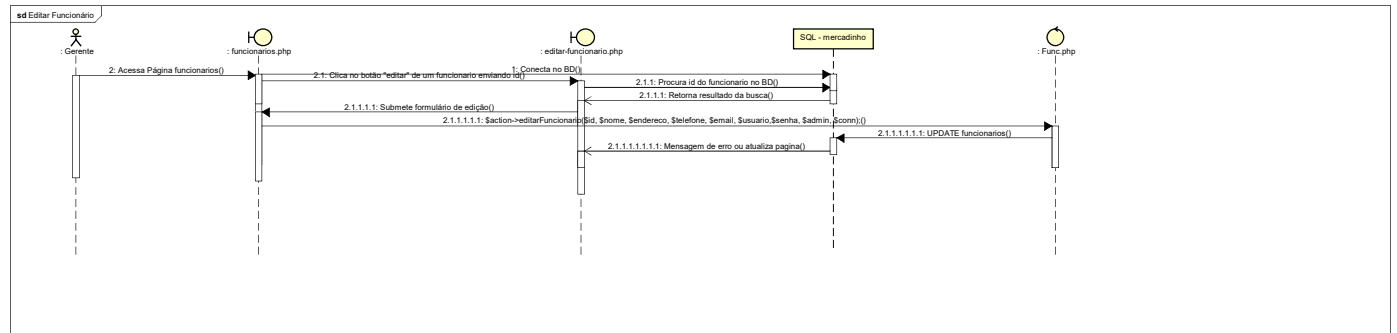 sd Editar Funcionário
: Gerente
: funcionarios.php
: editar-funcionario.php
SQL - mercadinho
: Func.php
2: Acessa Página funcionarios()
1: Conecta no BD()
2.1: Clica no botão "editar" de um funcionario enviando id()
2.1.1: Procura id do funcionario no BD()
2.1.1.1: Retorna resultado da busca()
2.1.1.1.1: Submete formulário de edição()
2.1.1.1.1.1: $action->editarFuncionario($id, $nome, $endereco, $telefone, $email, $usuario,$senha, $admin, $conn);()
2.1.1.1.1.1.1: UPDATE funcionarios()
2.1.1.1.1.1.1.1: Mensagem de erro ou atualiza pagina()